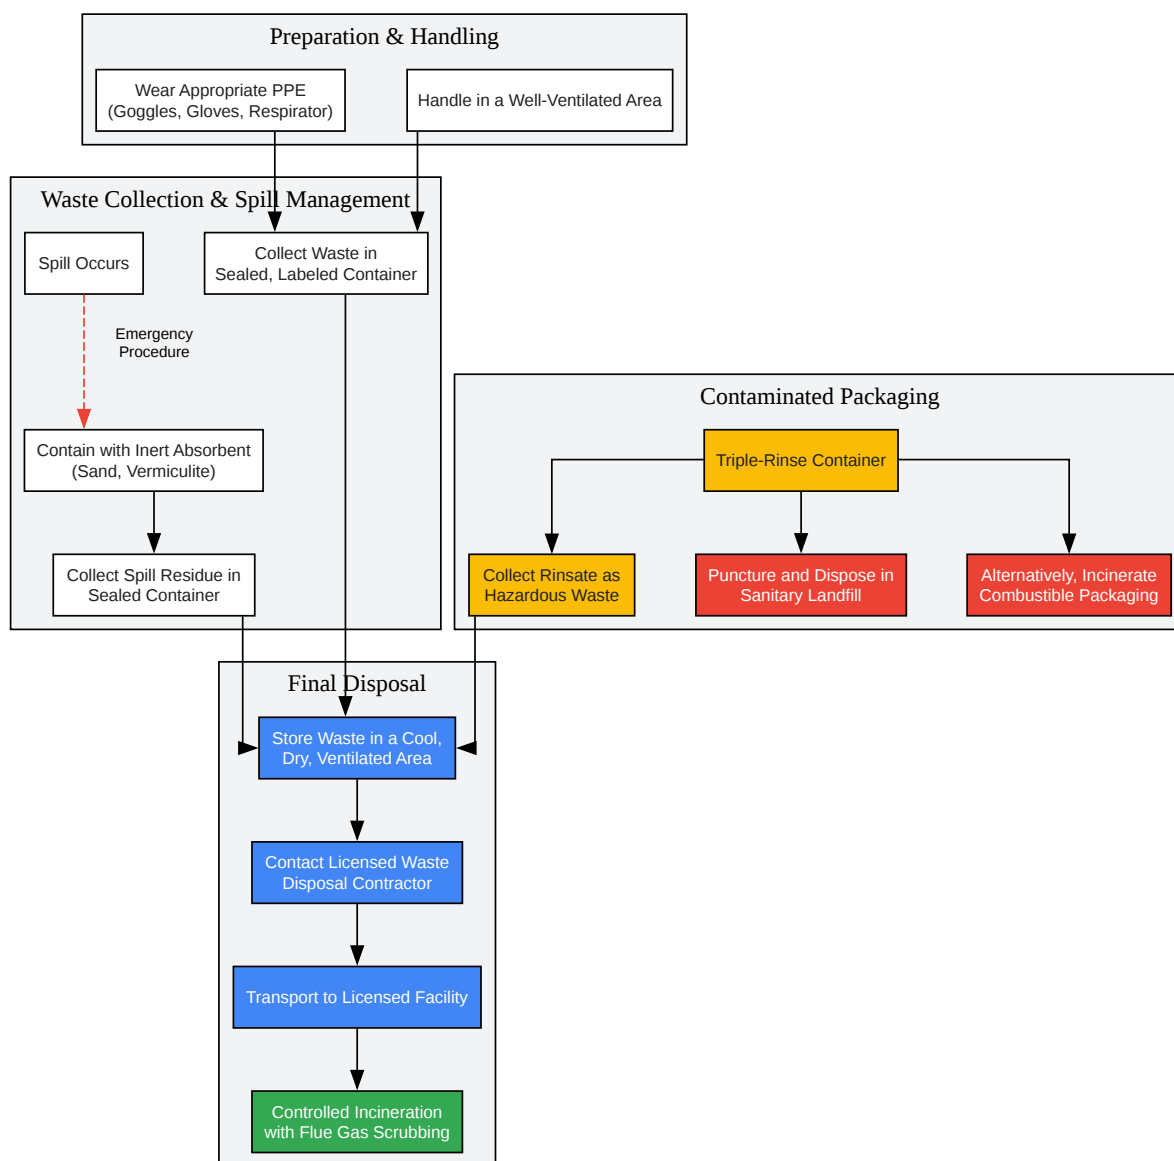 Preparation & Handling
Wear Appropriate PPE
(Goggles, Gloves, Respirator)
Handle in a Well-Ventilated Area
Waste Collection & Spill Management
Spill Occurs
Collect Waste in
Sealed, Labeled Container
Emergency
Procedure
Contain with Inert Absorbent
(Sand, Vermiculite)
Collect Spill Residue in
Sealed Container
Contaminated Packaging
Triple-Rinse Container
Collect Rinsate as
Hazardous Waste
Puncture and Dispose in
Sanitary Landfill
Alternatively, Incinerate
Combustible Packaging
Final Disposal
Store Waste in a Cool,
Dry, Ventilated Area
Contact Licensed Waste
Disposal Contractor
Transport to Licensed Facility
Controlled Incineration
with Flue Gas Scrubbing